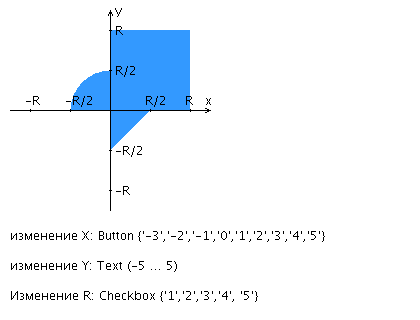 y
R
R/2
-R
-R/2
R/2
R
x
-R/2
-R
изменение X: Button {'-3','-2','-1','0','1','2','3','4','5'}
изменение Y: Text (-5 ... 5)
Изменение R: Checkbox {'1','2','3','4', '5'}